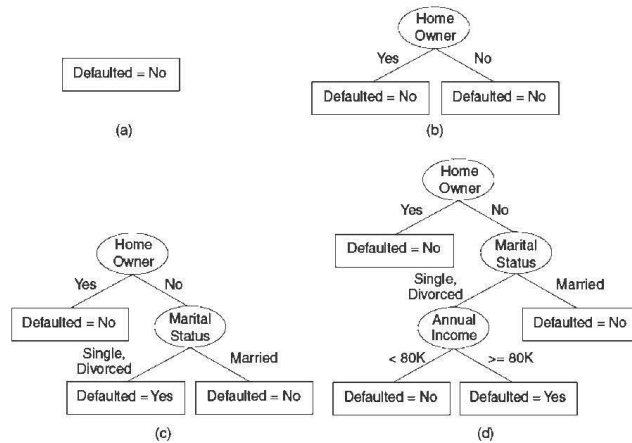 Defaulted = No
(a)
Home
Owner
Yes
No
Defaulted = No
Defaulted = No
(b)
Home
Owner
Yes
No
Defaulted = No
Marital
Status
Single,
Divorced
Married
Defaulted = Yes
Defaulted = No
(c)
Home
Owner
Yes
No
Defaulted = No
Marital
Status
Single,
Divorced
Married
Annual
Income
Defaulted = No
< 80K
>= 80K
Defaulted = No
Defaulted = Yes
(d)